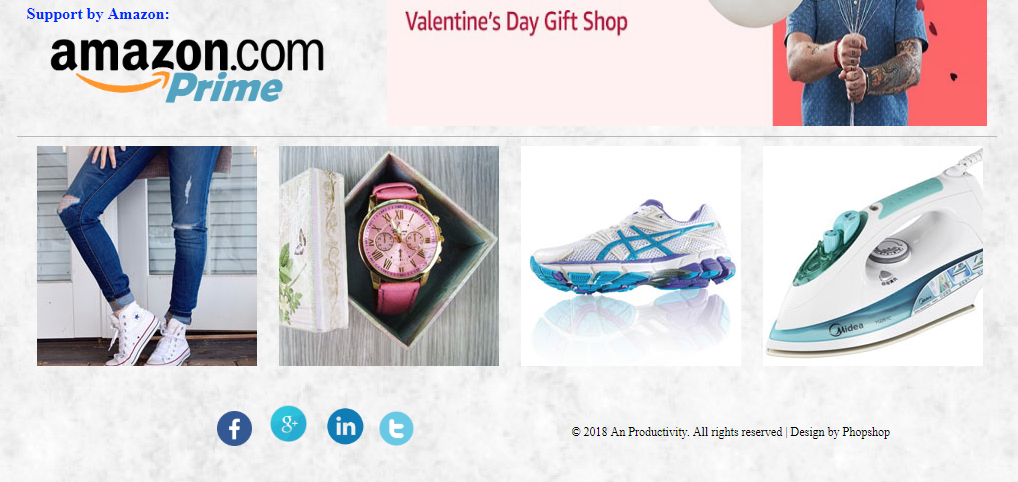 Support by Amazon:
amazon.com
Prime
Valentine's Day Gift Shop
Midea
f
g+
in
t
© 2018 An Productivity. All rights reserved | Design by Phopshop